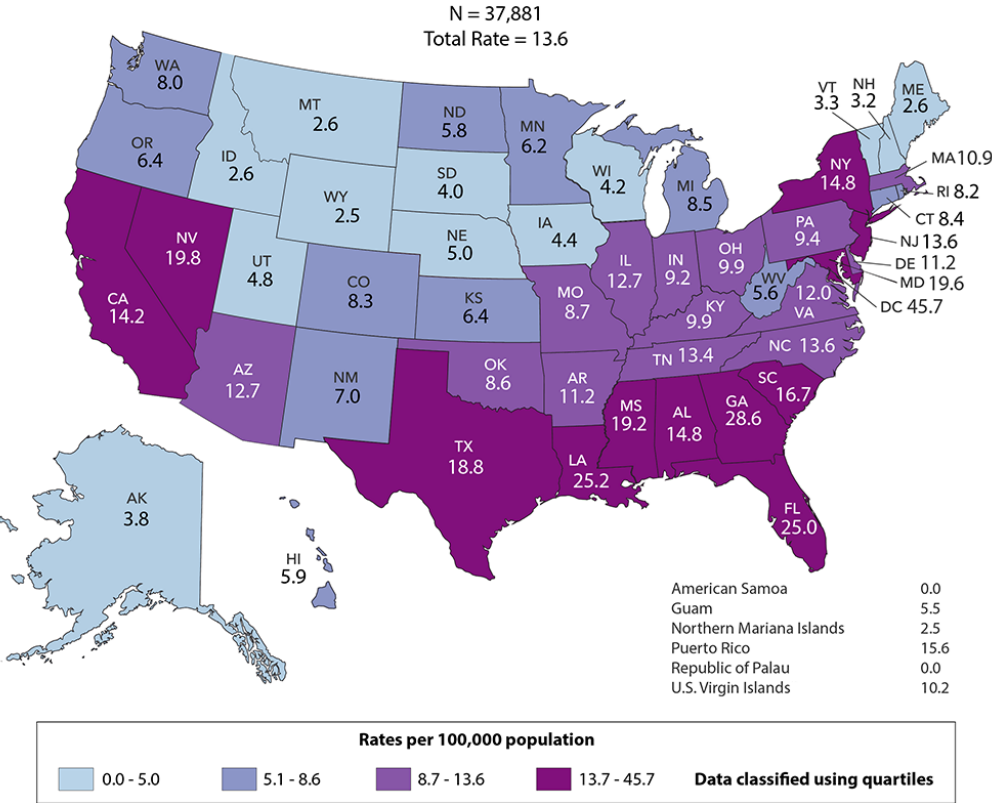 N = 37,881
Total Rate = 13.6
WA
8.0
MT
2.6
ND
5.8
MN
6.2
VT
3.3
NH
3.2
ME
2.6
OR
6.4
ID
2.6
SD
4.0
WI
4.2
MI
8.5
NY
14.8
MA 10.9
RI 8.2
CT 8.4
WY
2.5
NE
5.0
IA
4.4
PA
9.4
NJ 13.6
DE 11.2
MD 19.6
DC 45.7
NV
19.8
UT
4.8
CO
8.3
KS
6.4
MO
8.7
IL
12.7
IN
9.2
OH
9.9
WV
5.6
12.0
VA
KY
9.9
CA
14.2
AZ
12.7
NM
7.0
OK
8.6
AR
11.2
TN 13.4
NC 13.6
SC
16.7
MS
19.2
AL
14.8
GA
28.6
TX
18.8
LA
25.2
FL
25.0
AK
3.8
HI
5.9
American Samoa 0.0
Guam 5.5
Northern Mariana Islands 2.5
Puerto Rico 15.6
Republic of Palau 0.0
U.S. Virgin Islands 10.2
Rates per 100,000 population
0.0 - 5.0 5.1 - 8.6 8.7 - 13.6 13.7 - 45.7 Data classified using quartiles